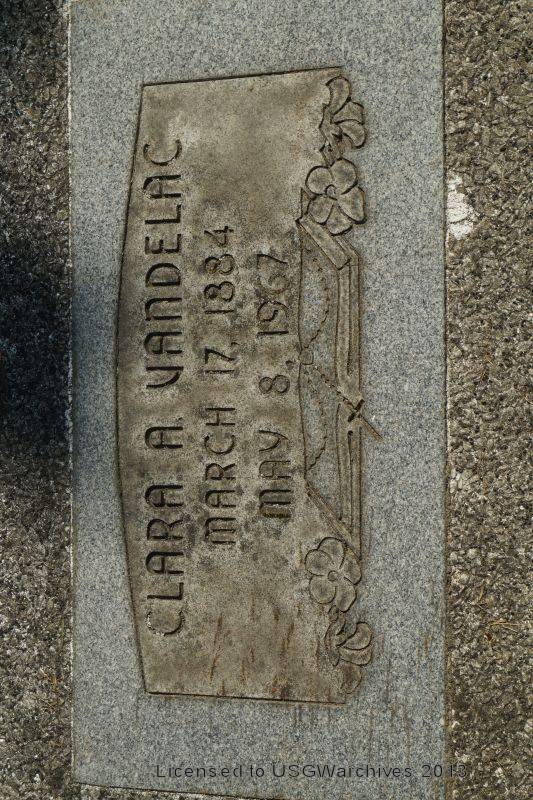 CLARA A. VANDELAC
MARCH 17, 1884
MAY 8, 1967
Licensed to USGWarchives 2013